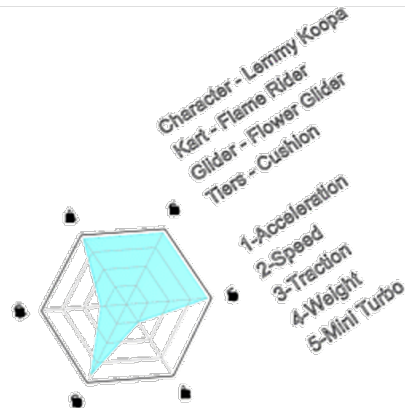 Character - Lemmy Koopa
Kart - Flame Rider
Glider - Flower Glider
Tiers - Cushion
1-Acceleration
2-Speed
3-Traction
4-Weight
5-Mini Turbo